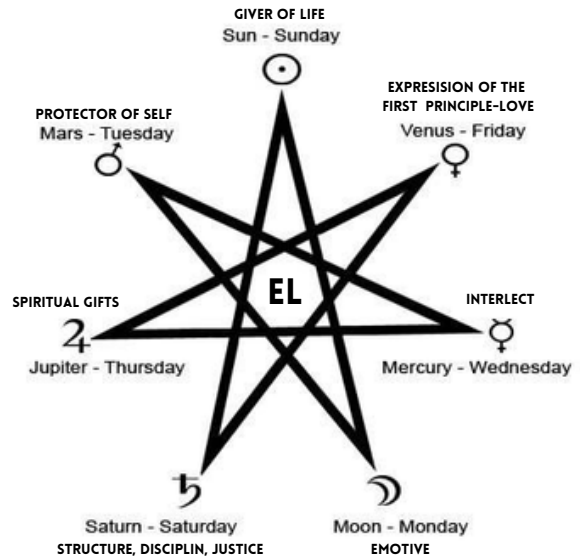 GIVER OF LIFE
Sun - Sunday
EXPRESISION OF THE
FIRST PRINCIPLE-LOVE
Venus - Friday
PROTECTOR OF SELF
Mars - Tuesday
EL
SPIRITUAL GIFTS
Jupiter - Thursday
INTERLECT
Mercury - Wednesday
Saturn - Saturday
STRUCTURE, DISCIPLIN, JUSTICE
Moon - Monday
EMOTIVE